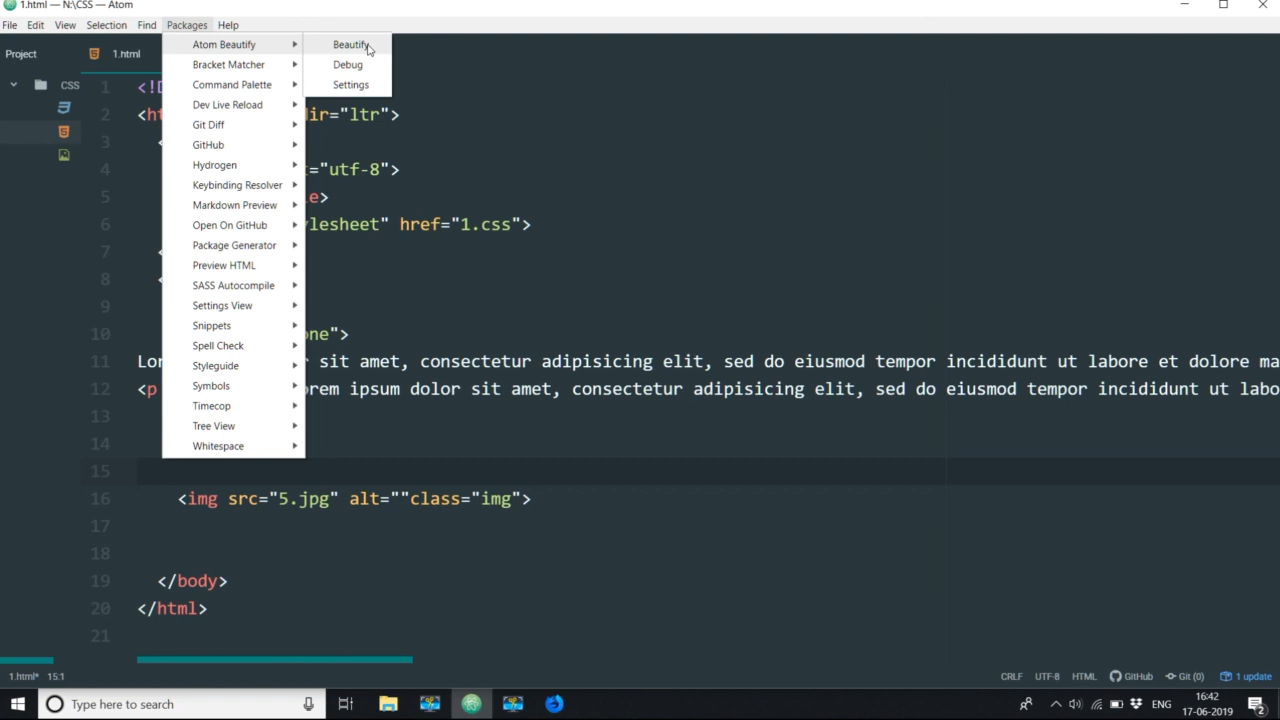 1.html — N:\CSS — Atom
File Edit View Selection Find Packages Help
Project 1.html
Atom Beautify
Bracket Matcher
Command Palette
Dev Live Reload
Git Diff
GitHub
Hydrogen
Keybinding Resolver
Markdown Preview
Open On GitHub
Package Generator
Preview HTML
SASS Autocompile
Settings View
Snippets
Spell Check
Styleguide
Symbols
Timecop
Tree View
Whitespace
Beautify
Debug
Settings
CSS
1 <!
2 <ht ir="ltr">
3 <
4 ="utf-8">
5 e>
6 lesheet" href="1.css">
7 <
8 <
9
10 one">
11 Lor sit amet, consectetur adipisicing elit, sed do eiusmod tempor incididunt ut labore et dolore ma
12 <p orem ipsum dolor sit amet, consectetur adipisicing elit, sed do eiusmod tempor incididunt ut labo
13
14
15
16 <img src="5.jpg" alt=""class="img">
17
18
19 </body>
20 </html>
21
1.html* 15:1 CRLF UTF-8 HTML GitHub Git (0) 1 update
Type here to search ENG 16:42
17-06-2019 2